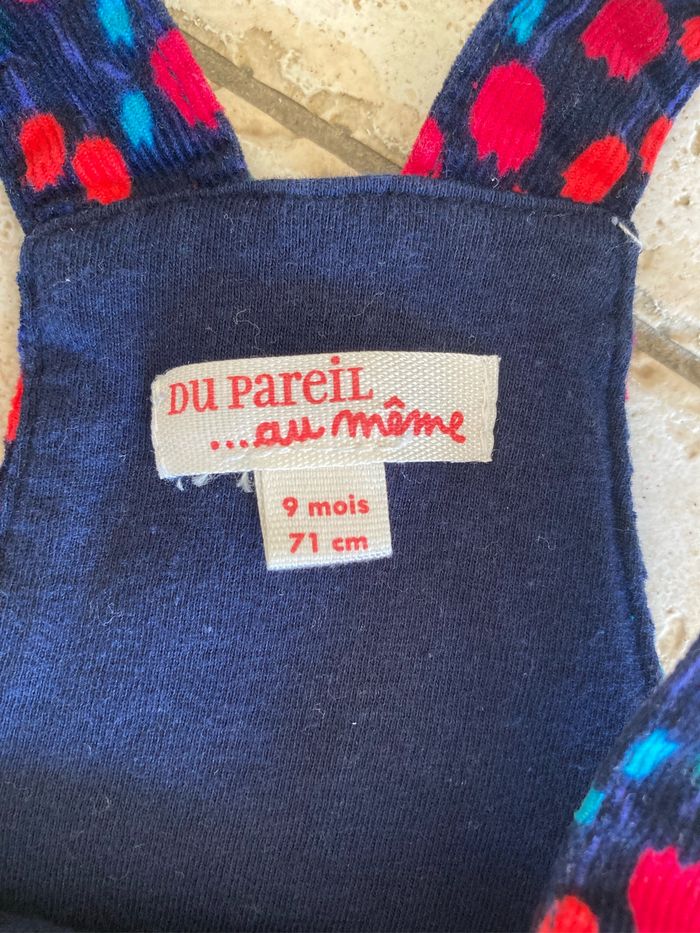 DU PAREIL
...au même
9 mois
71 cm